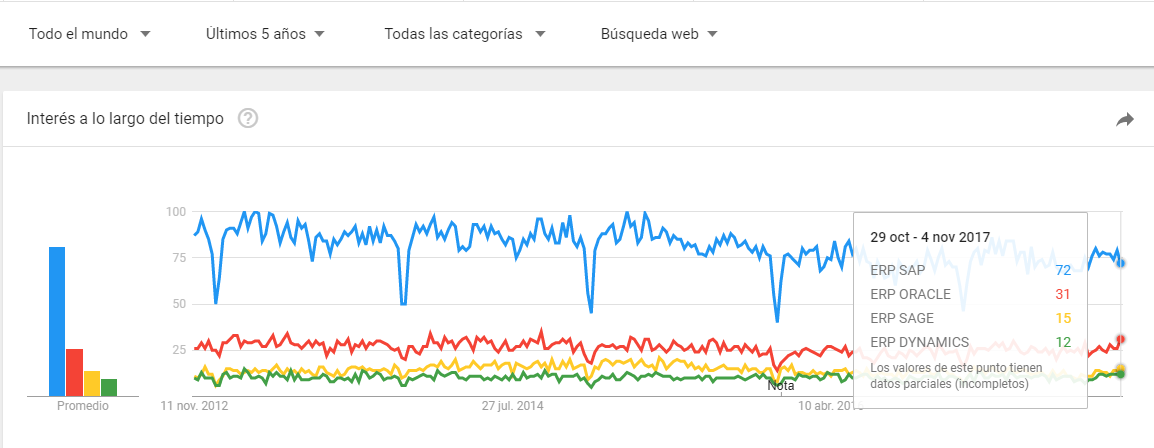 Todo el mundo Últimos 5 años Todas las categorías Búsqueda web
Interés a lo largo del tiempo ?
100
75
50
25
Promedio
11 nov. 2012 27 jul. 2014 10 abr.
Nota
29 oct - 4 nov 2017
ERP SAP 72
ERP ORACLE 31
ERP SAGE 15
ERP DYNAMICS 12
Los valores de este punto tienen
datos parciales (incompletos)